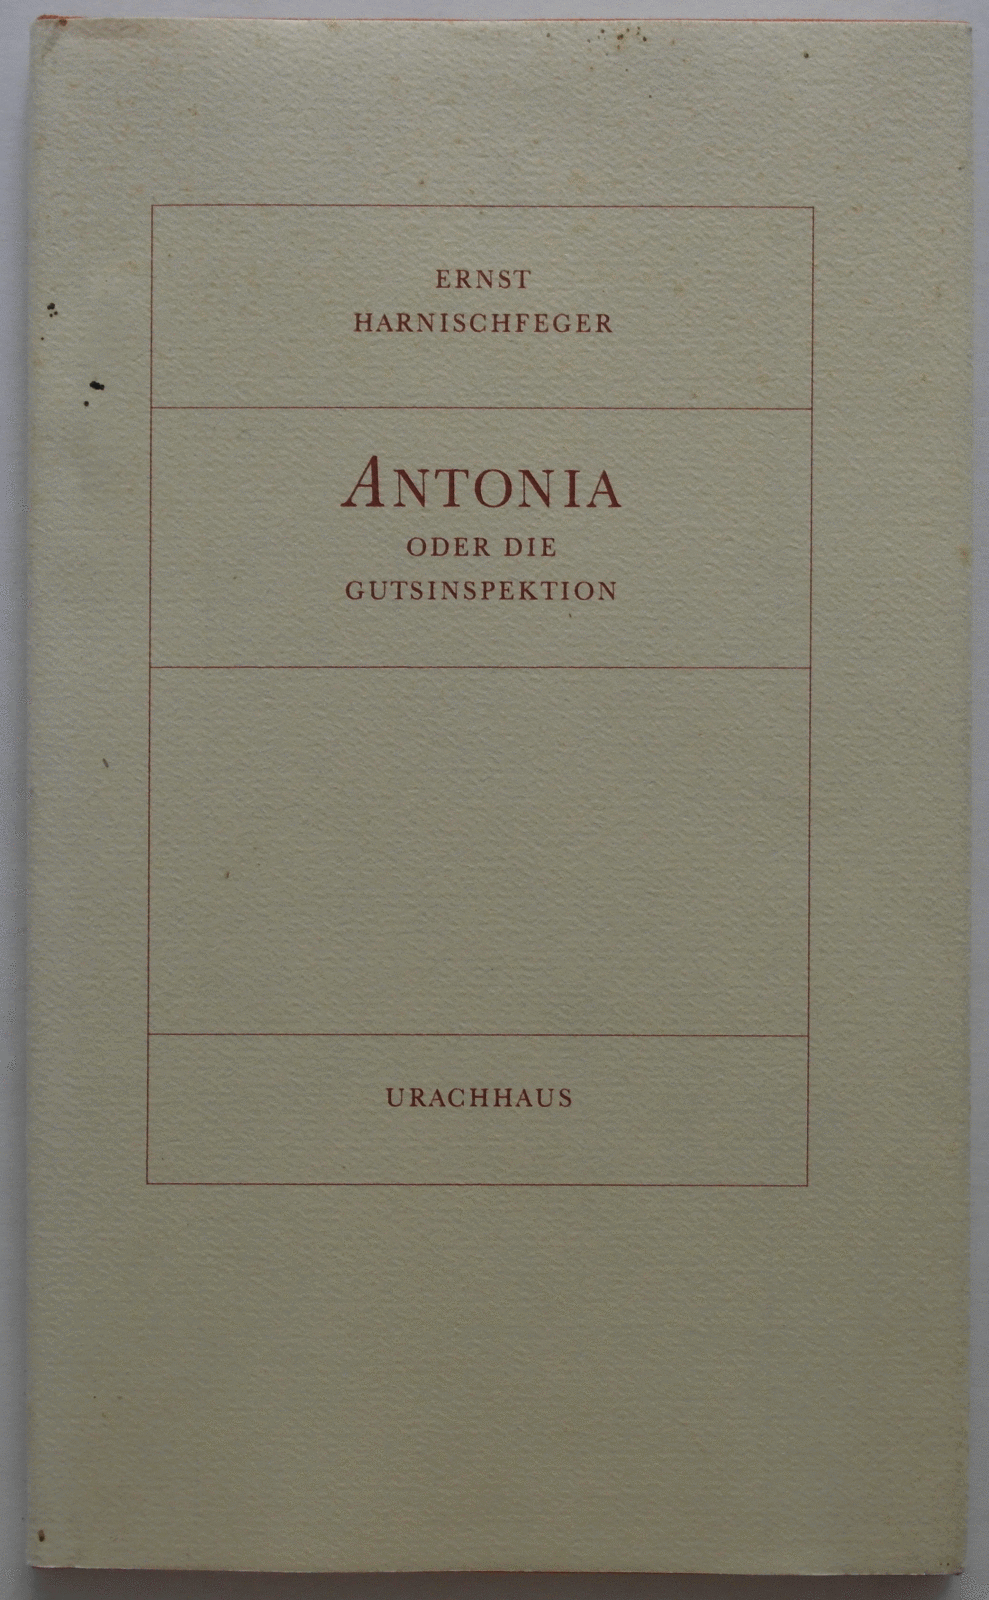 ERNST
HARNISCHFEGER
ANTONIA
ODER DIE
GUTSINSPEKTION
URACHHAUS